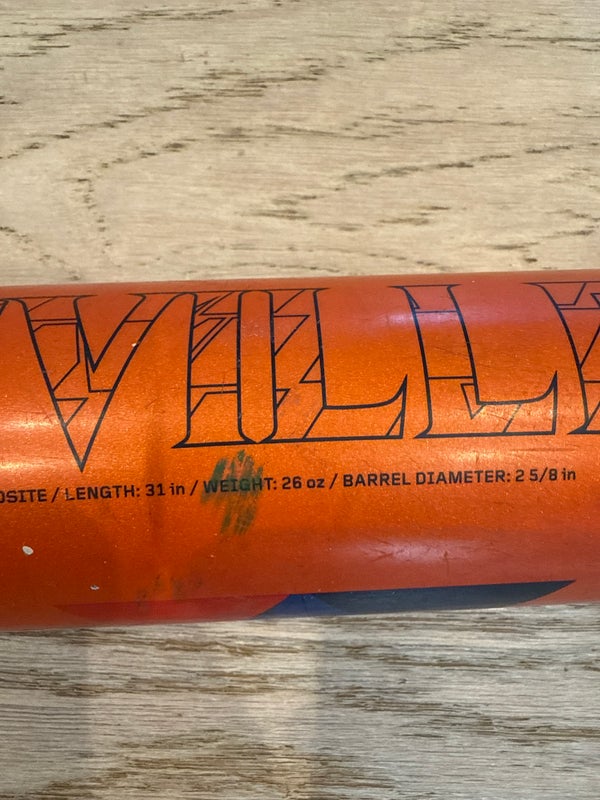 VILL
OSITE / LENGTH: 31 in / WEIGHT: 26 oz / BARREL DIAMETER: 2 5/8 in